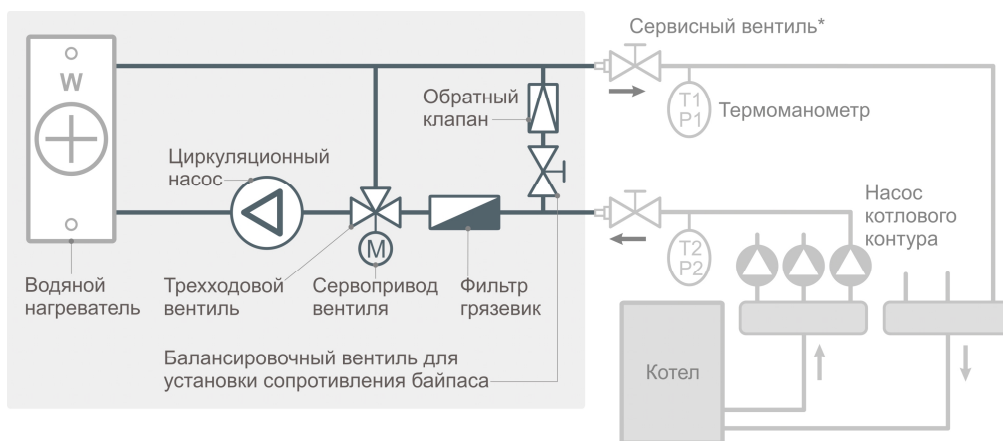 Сервисный вентиль*
W
Обратный
клапан
T1
P1
Термоманометр
Циркуляционный
насос
Насос
котлового
контура
M
T2
P2
Водяной
нагреватель
Трехходовой
вентиль
Сервопривод
вентиля
Фильтр
грязевик
Балансировочный вентиль для
установки сопротивления байпаса
Котел